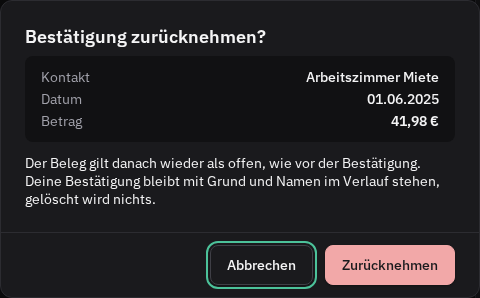 Bestätigung zurücknehmen?
Kontakt Arbeitszimmer Miete
Datum 01.06.2025
Betrag 41,98 €
Der Beleg gilt danach wieder als offen, wie vor der Bestätigung.
Deine Bestätigung bleibt mit Grund und Namen im Verlauf stehen,
gelöscht wird nichts.
Abbrechen Zurücknehmen